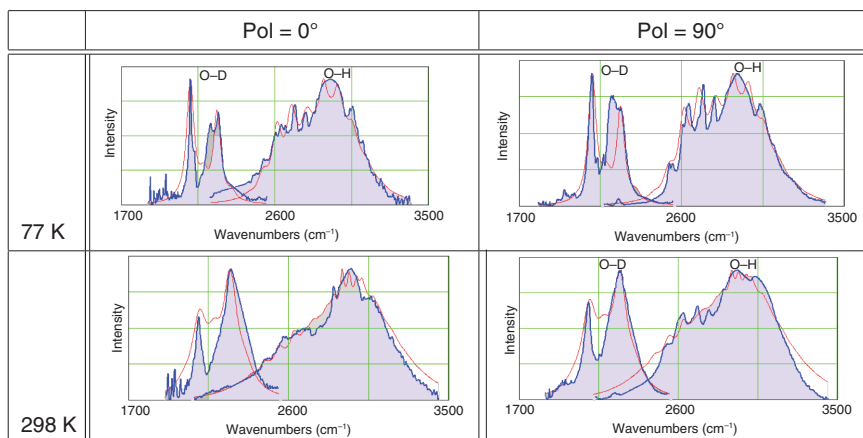 Pol = 0° Pol = 90°
77 K
Intensity
O–D O–H
1700 2600 3500
Wavenumbers (cm⁻¹)
Intensity
O–D O–H
1700 2600 3500
Wavenumbers (cm⁻¹)
298 K
Intensity
1700 2600 3500
Wavenumbers (cm⁻¹)
Intensity
O–D O–H
1700 2600 3500
Wavenumbers (cm⁻¹)